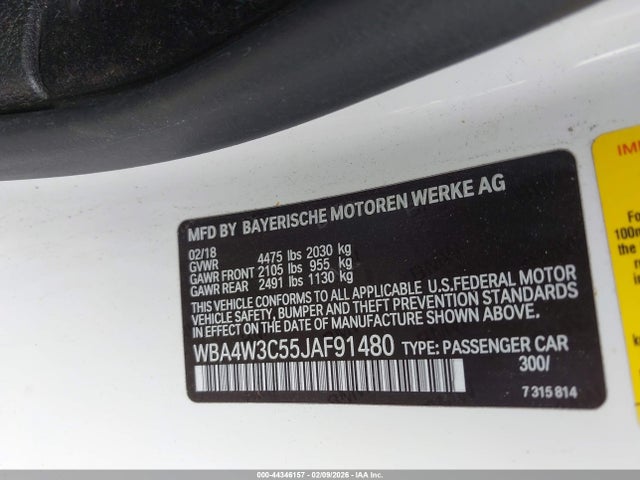 MFD BY BAYERISCHE MOTOREN WERKE AG
02/18
GVWR 4475 lbs 2030 kg
GAWR FRONT 2105 lbs 955 kg
GAWR REAR 2491 lbs 1130 kg
THIS VEHICLE CONFORMS TO ALL APPLICABLE U.S.FEDERAL MOTOR
VEHICLE SAFETY, BUMPER AND THEFT PREVENTION STANDARDS
IN EFFECT ON THE DATE OF MANUFACTURE SHOWN ABOVE.
WBA4W3C55JAF91480 TYPE: PASSENGER CAR
300/
7 315 814
100m
000-44346157 - 02/09/2026 - IAA Inc.